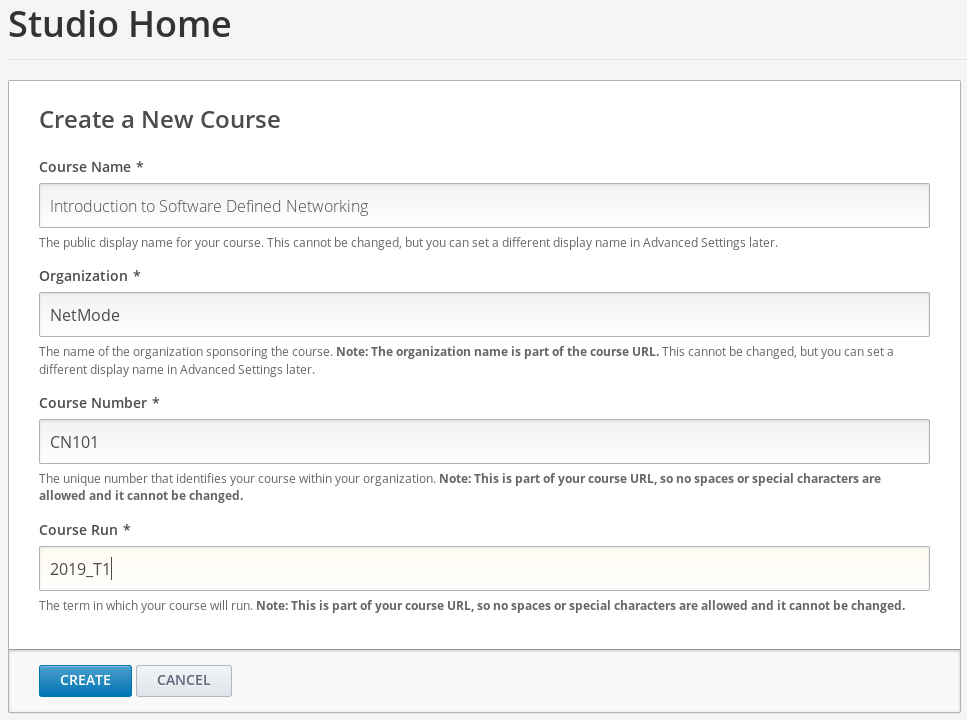 Studio Home
Create a New Course
Course Name *
Introduction to Software Defined Networking
The public display name for your course. This cannot be changed, but you can set a different display name in Advanced Settings later.
Organization *
NetMode
The name of the organization sponsoring the course. Note: The organization name is part of the course URL. This cannot be changed, but you can set a
different display name in Advanced Settings later.
Course Number *
CN101
The unique number that identifies your course within your organization. Note: This is part of your course URL, so no spaces or special characters are
allowed and it cannot be changed.
Course Run *
2019_T1
The term in which your course will run. Note: This is part of your course URL, so no spaces or special characters are allowed and it cannot be changed.
CREATE CANCEL